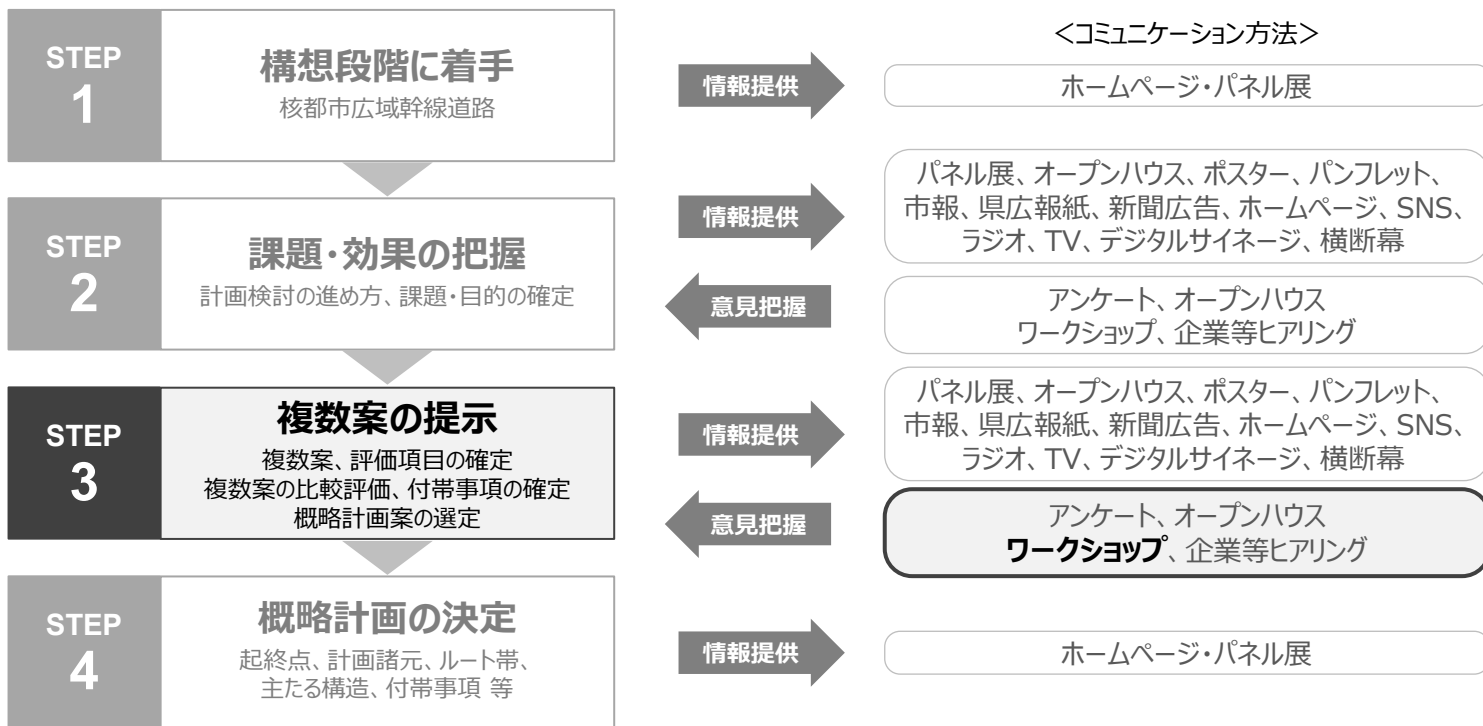 <コミュニケーション方法>
STEP
1
構想段階に着手
核都市広域幹線道路
情報提供
ホームページ・パネル展
STEP
2
課題・効果の把握
計画検討の進め方、課題・目的の確定
情報提供
パネル展、オープンハウス、ポスター、パンフレット、
市報、県広報紙、新聞広告、ホームページ、SNS、
ラジオ、TV、デジタルサイネージ、横断幕
意見把握
アンケート、オープンハウス
ワークショップ、企業等ヒアリング
STEP
3
複数案の提示
複数案、評価項目の確定
複数案の比較評価、付帯事項の確定
概略計画案の選定
情報提供
パネル展、オープンハウス、ポスター、パンフレット、
市報、県広報紙、新聞広告、ホームページ、SNS、
ラジオ、TV、デジタルサイネージ、横断幕
意見把握
アンケート、オープンハウス
ワークショップ、企業等ヒアリング
STEP
4
概略計画の決定
起終点、計画諸元、ルート帯、
主たる構造、付帯事項 等
情報提供
ホームページ・パネル展